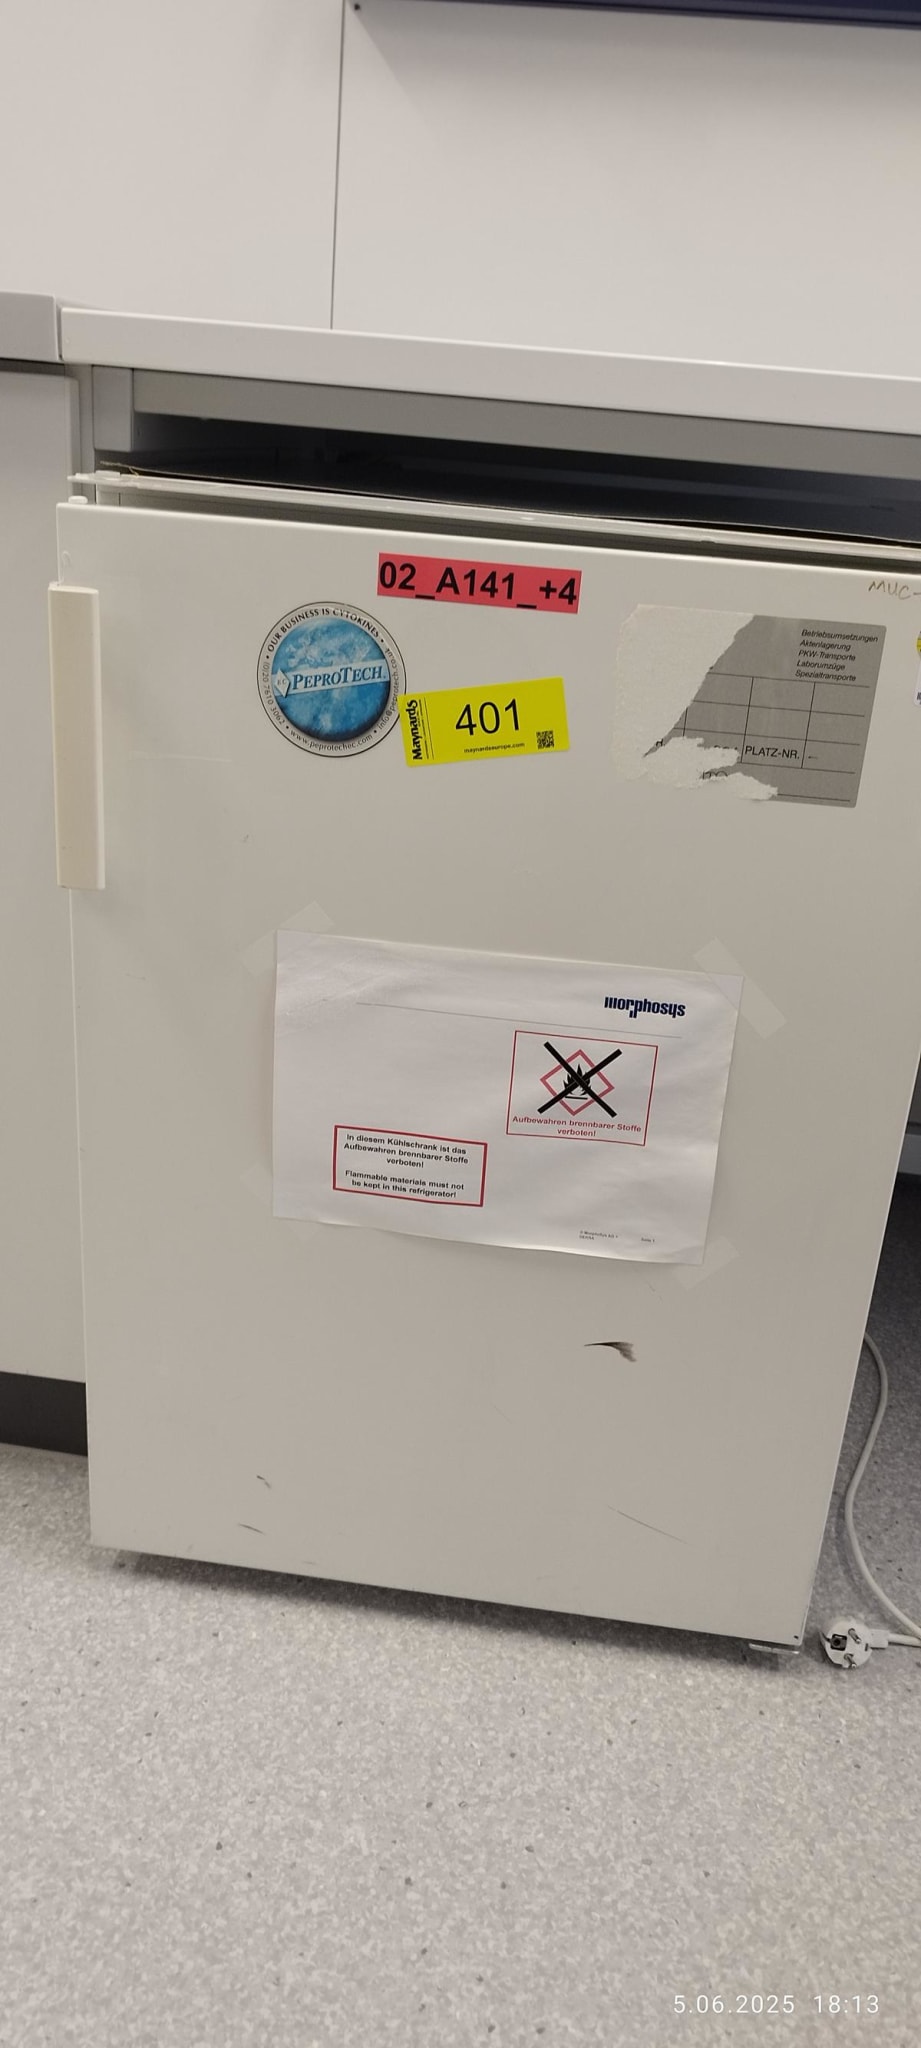 02_A141_+4
MUC-
OUR BUSINESS IS CYTOKINES
PEPROTECH
www.peprotechec.com
Maynards
401
maynardseurope.com
Betriebsumsetzungen
Aktenlagerung
PKW-Transporte
Laborumzüge
Spezialtransporte
PLATZ-NR. ←
morphosys
Aufbewahren brennbarer Stoffe
verboten!
In diesem Kühlschrank ist das
Aufbewahren brennbarer Stoffe
verboten!
Flammable materials must not
be kept in this refrigerator!
5.06.2025 18:13